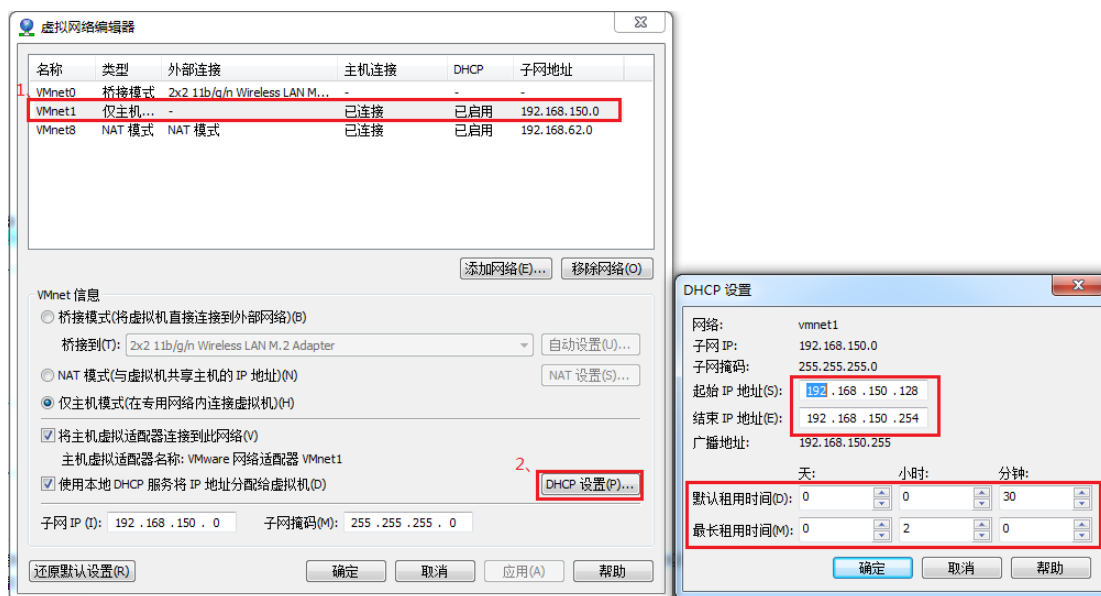 虚拟网络编辑器
名称 类型 外部连接 主机连接 DHCP 子网地址
1、
VMnet0 桥接模式 2x2 11b/g/n Wireless LAN M... - - -
VMnet1 仅主机... - 已连接 已启用 192.168.150.0
VMnet8 NAT 模式 NAT 模式 已连接 已启用 192.168.62.0
添加网络(E)... 移除网络(O)
VMnet 信息
桥接模式(将虚拟机直接连接到外部网络)(B)
桥接到(T): 2x2 11b/g/n Wireless LAN M.2 Adapter 自动设置(U)...
NAT 模式(与虚拟机共享主机的 IP 地址)(N) NAT 设置(S)...
仅主机模式(在专用网络内连接虚拟机)(H)
将主机虚拟适配器连接到此网络(V)
主机虚拟适配器名称: VMware 网络适配器 VMnet1
2、
使用本地 DHCP 服务将 IP 地址分配给虚拟机(D) DHCP 设置(P)...
子网 IP (I): 192 .168 .150 . 0 子网掩码(M): 255 .255 .255 . 0
还原默认设置(R) 确定 取消 应用(A) 帮助
DHCP 设置
网络: vmnet1
子网 IP: 192.168.150.0
子网掩码: 255.255.255.0
起始 IP 地址(S): 192 . 168 . 150 . 128
结束 IP 地址(E): 192 . 168 . 150 . 254
广播地址: 192.168.150.255
天: 小时: 分钟:
默认租用时间(D): 0 0 30
最长租用时间(M): 0 2 0
确定 取消 帮助